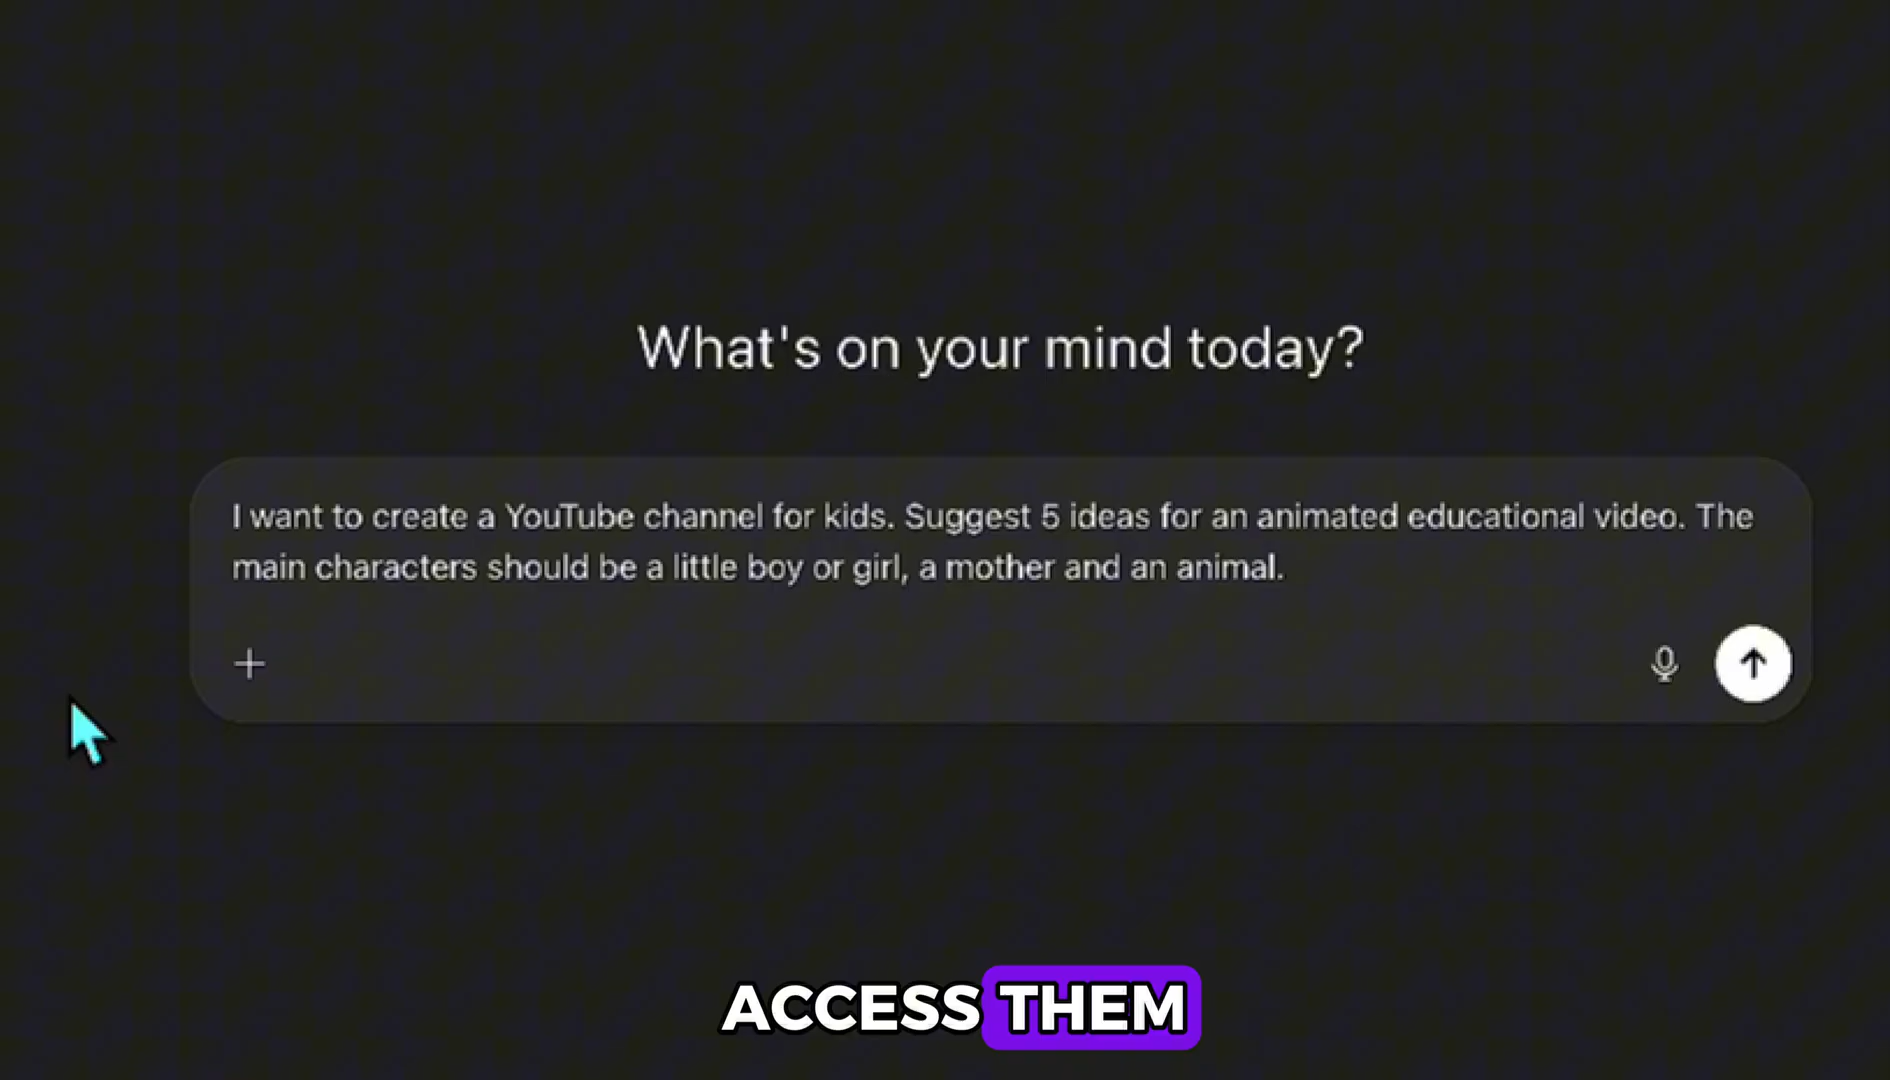 What's on your mind today?
I want to create a YouTube channel for kids. Suggest 5 ideas for an animated educational video. The
main characters should be a little boy or girl, a mother and an animal.
ACCESS THEM